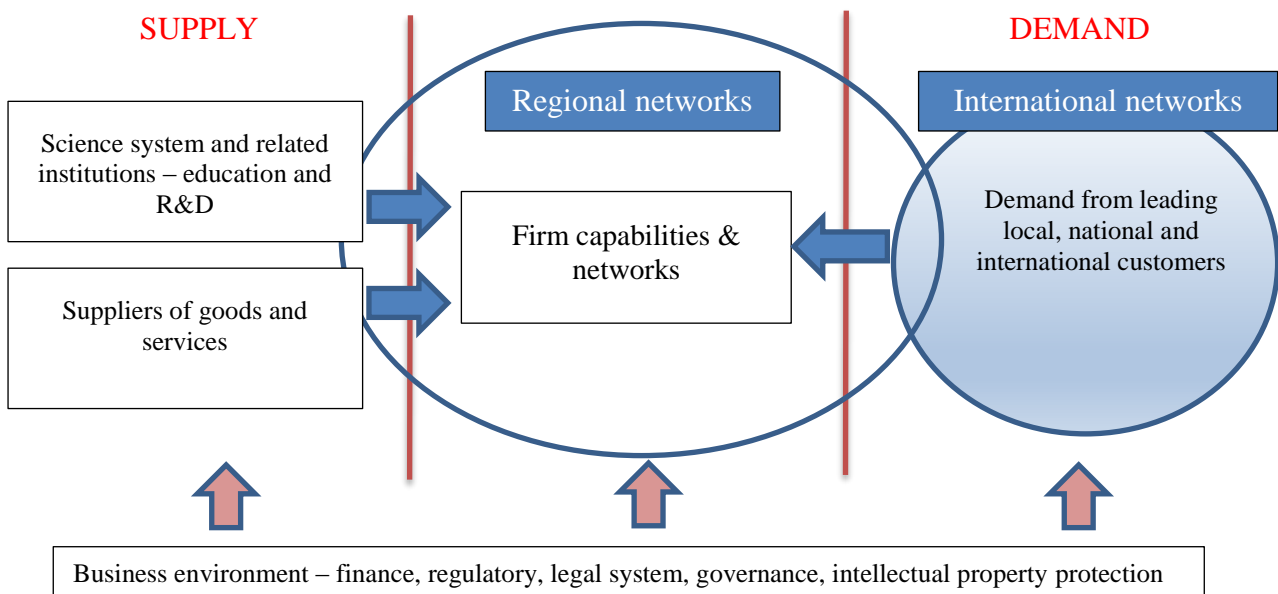 SUPPLY
DEMAND
Regional networks
International networks
Science system and related
institutions – education and
R&D
Firm capabilities &
networks
Demand from leading
local, national and
international customers
Suppliers of goods and
services
Business environment – finance, regulatory, legal system, governance, intellectual property protection